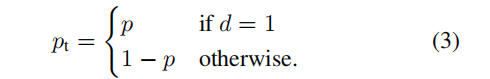 p_t = { p if d = 1
1 − p otherwise. (3)